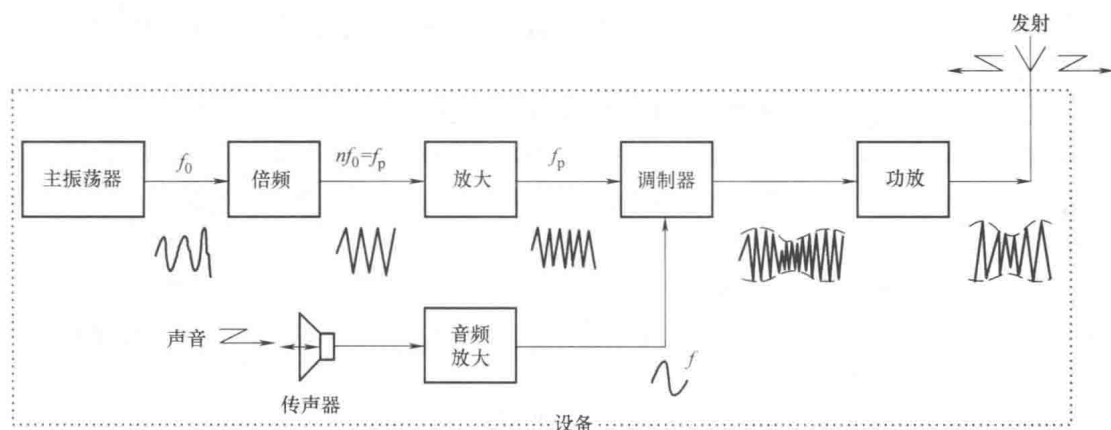 发射
主振荡器
f₀
倍频
nf₀=fₚ
放大
fₚ
调制器
功放
声音
传声器
音频
放大
f
设备